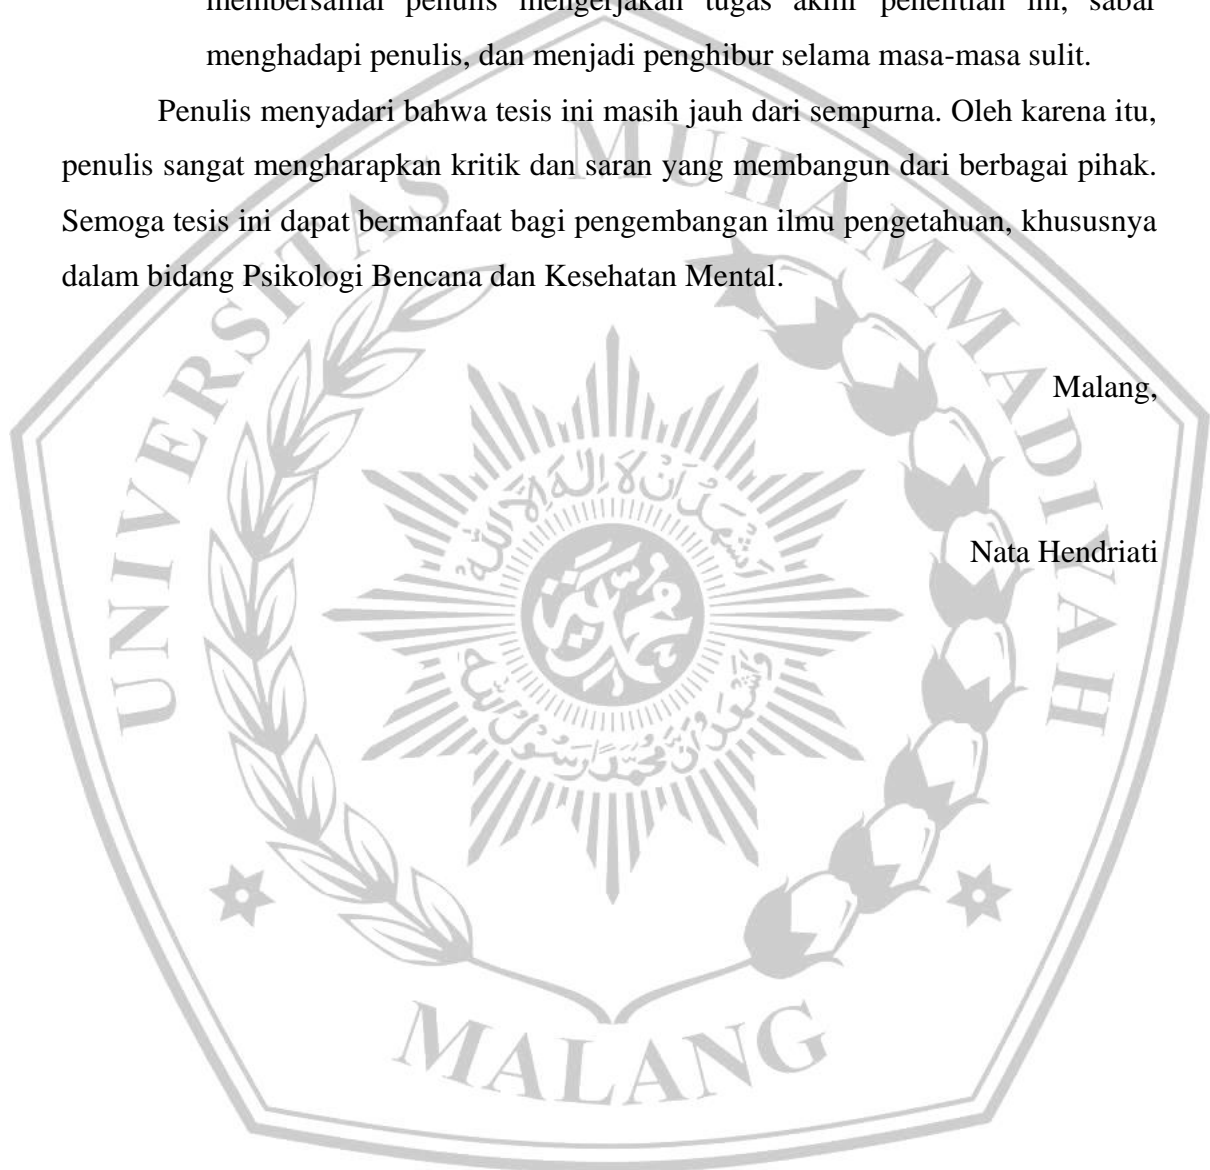 membersamai penulis mengerjakan tugas akhir penelitian ini, sabar
menghadapi penulis, dan menjadi penghibur selama masa-masa sulit.
Penulis menyadari bahwa tesis ini masih jauh dari sempurna. Oleh karena itu,
penulis sangat mengharapkan kritik dan saran yang membangun dari berbagai pihak.
Semoga tesis ini dapat bermanfaat bagi pengembangan ilmu pengetahuan, khususnya
dalam bidang Psikologi Bencana dan Kesehatan Mental.
Malang,
Nata Hendriati
UNIVERSITAS MUHAMMADIYAH
MALANG